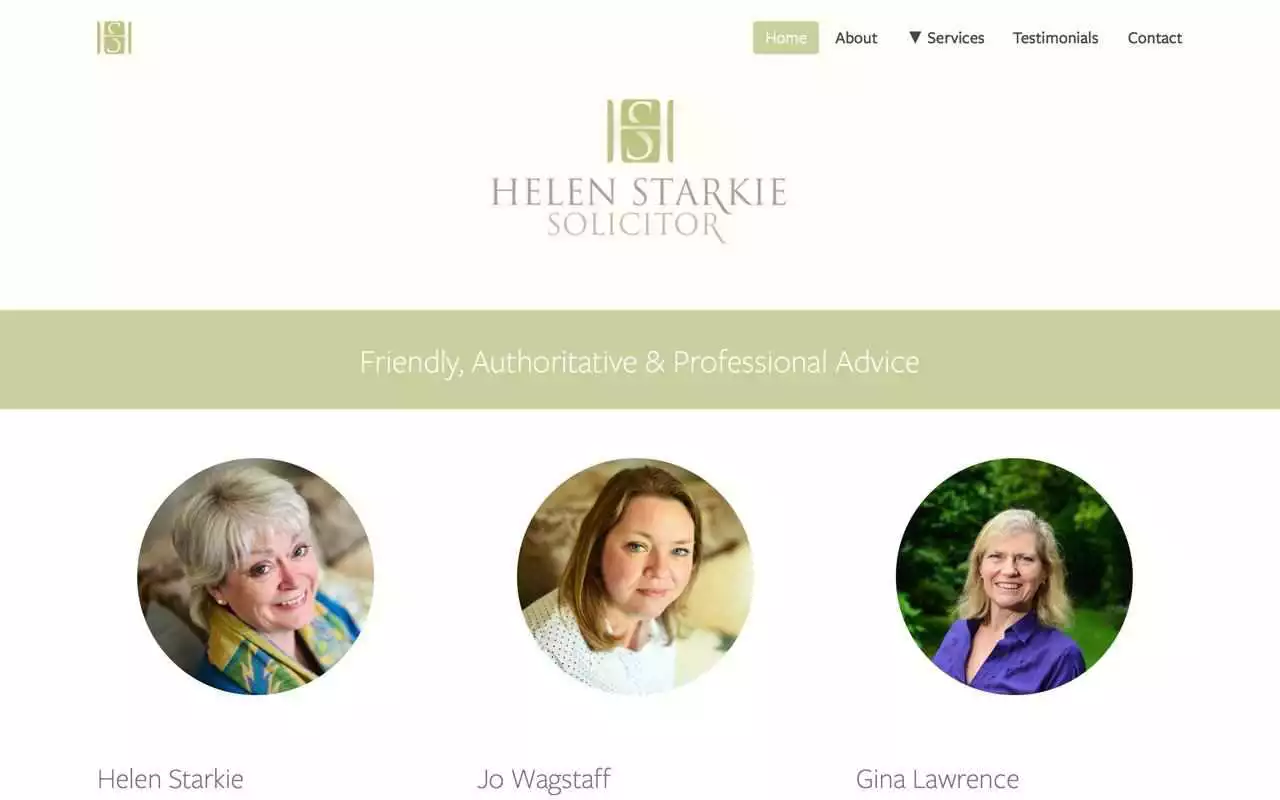 HS
Home About ▼ Services Testimonials Contact
HS
HELEN STARKIE
SOLICITOR
Friendly, Authoritative & Professional Advice
Helen Starkie Jo Wagstaff Gina Lawrence